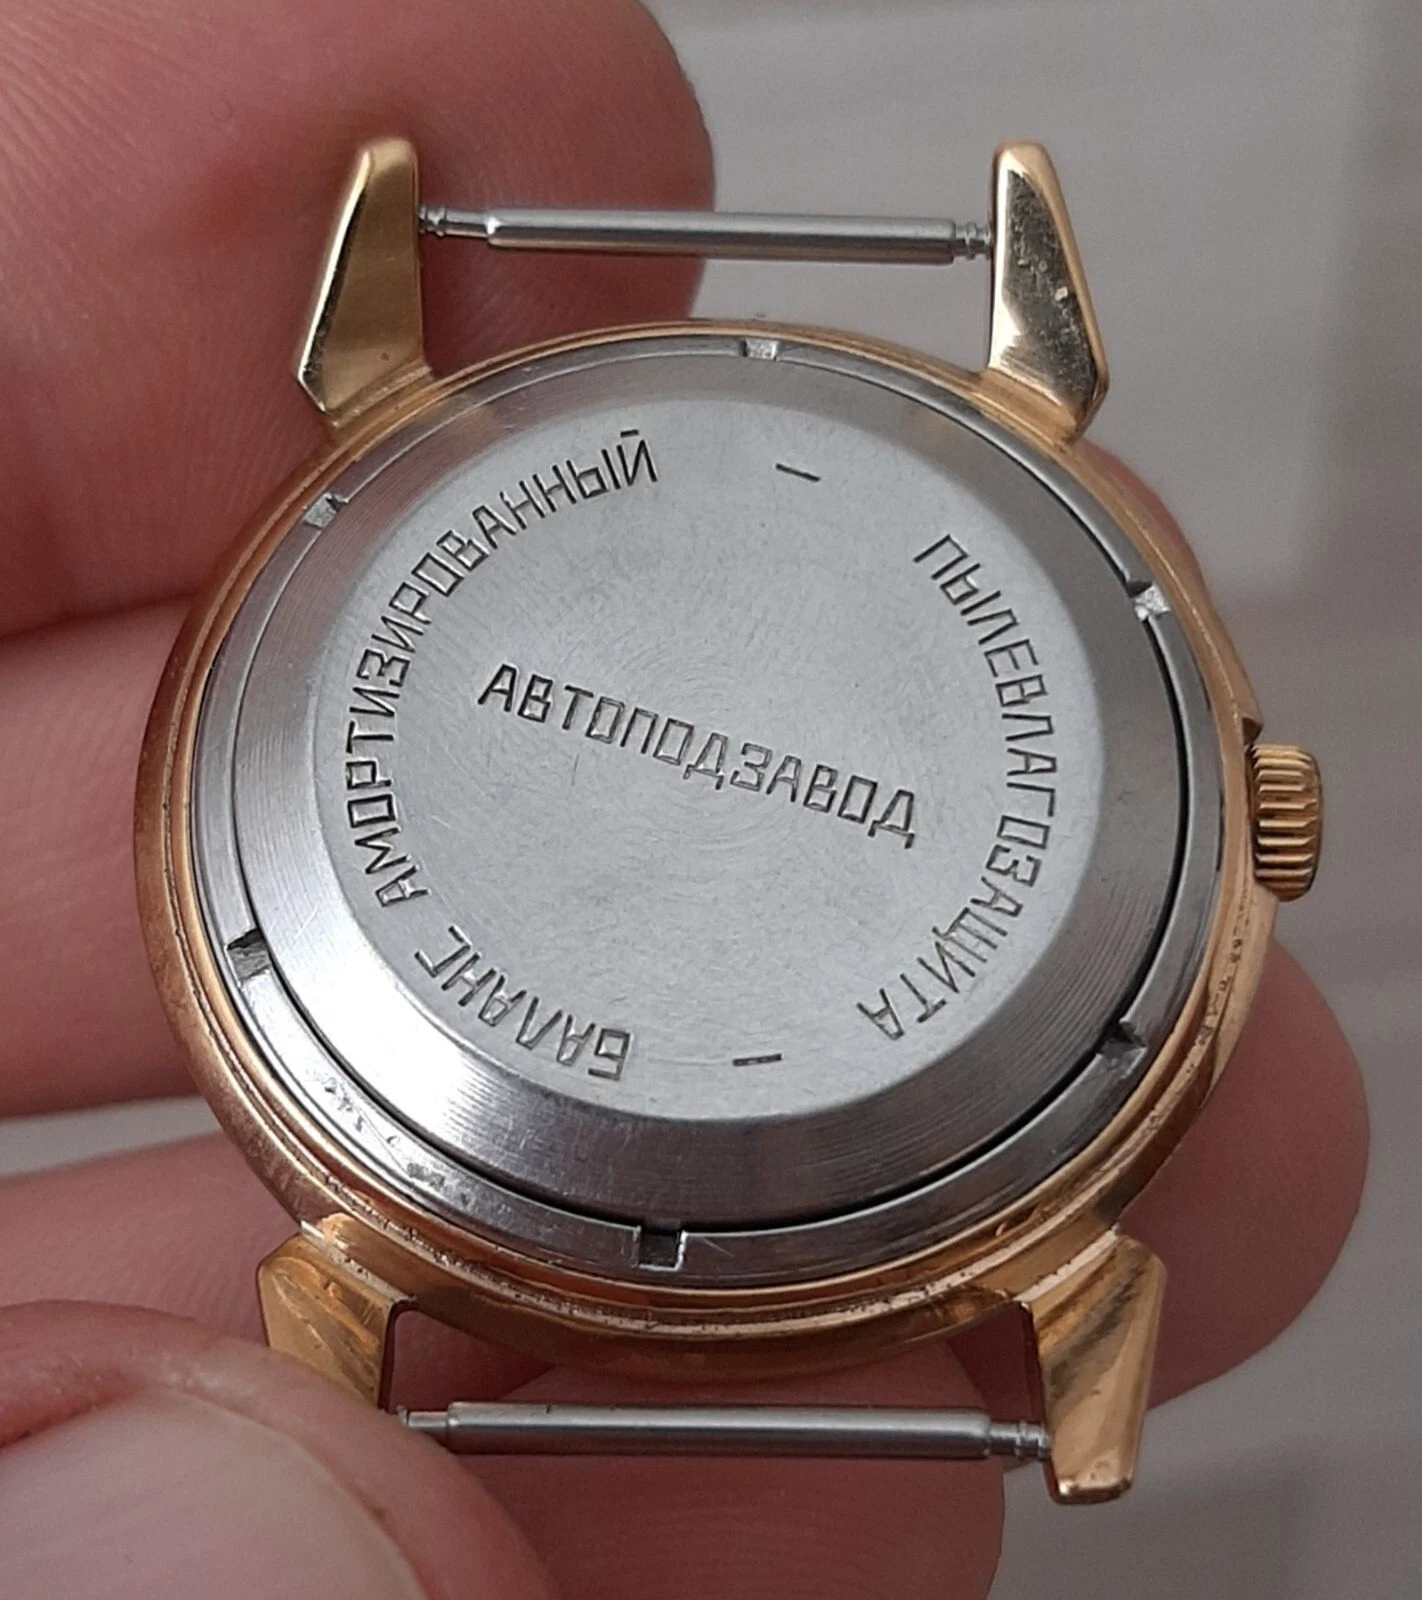 БАЛАНС АМОРТИЗИРОВАННЫЙ
–
ПЫЛЕВЛАГОЗАЩИТА
–
АВТОПОДЗАВОД